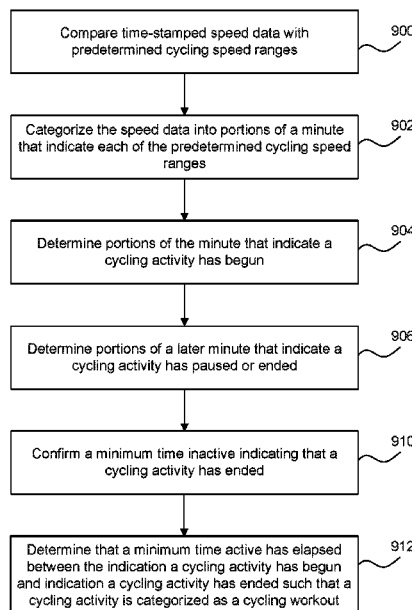 Compare time-stamped speed data with
predetermined cycling speed ranges
900
Categorize the speed data into portions of a minute
that indicate each of the predetermined cycling speed
ranges
902
Determine portions of the minute that indicate a
cycling activity has begun
904
Determine portions of a later minute that indicate a
cycling activity has paused or ended
906
Confirm a minimum time inactive indicating that a
cycling activity has ended
910
Determine that a minimum time active has elapsed
between the indication a cycling activity has begun
and indication a cycling activity has ended such that a
cycling activity is categorized as a cycling workout
912